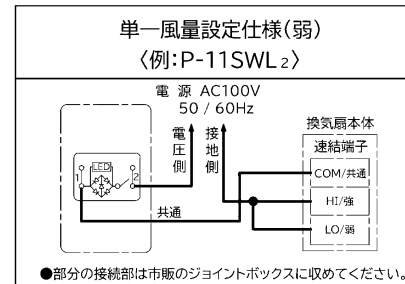 単一風量設定仕様(弱)
〈例:P-11SWL₂〉
電 源 AC100V
50 / 60Hz
電圧側
接地側
換気扇本体
速結端子
LED
1
2
COM/共通
HI/強
LO/弱
共通
●部分の接続部は市販のジョイントボックスに収めてください。